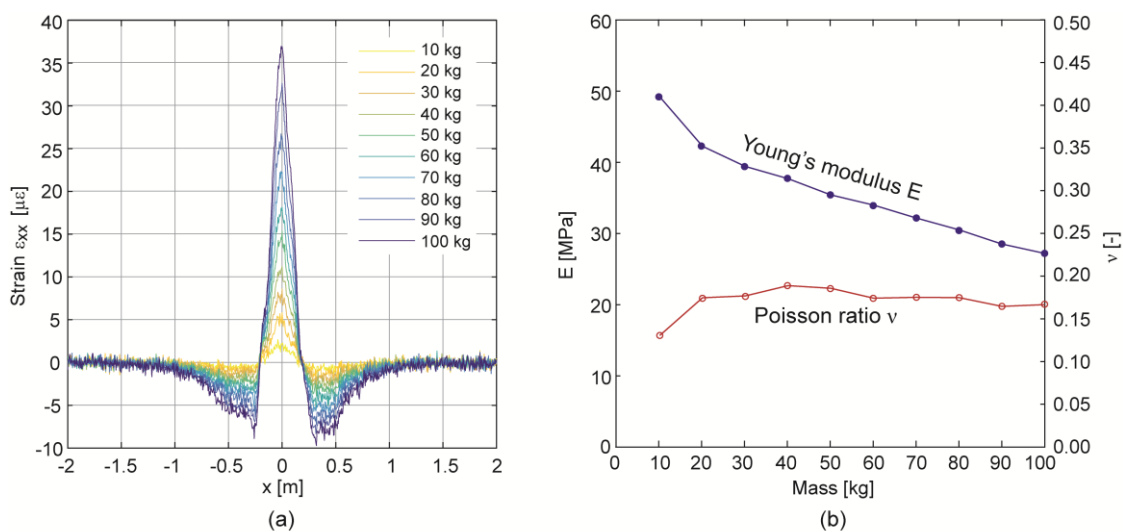 40
35
30
25
20
15
10
5
0
-5
-10
Strain εxx [με]
-2
-1.5
-1
-0.5
0
0.5
1
1.5
2
x [m]
10 kg
20 kg
30 kg
40 kg
50 kg
60 kg
70 kg
80 kg
90 kg
100 kg
(a)
60
50
40
30
20
10
0
E [MPa]
Young's modulus E
Poisson ratio ν
0.50
0.45
0.40
0.35
0.30
0.25
0.20
0.15
0.10
0.05
0.00
ν [-]
0
10
20
30
40
50
60
70
80
90
100
Mass [kg]
(b)